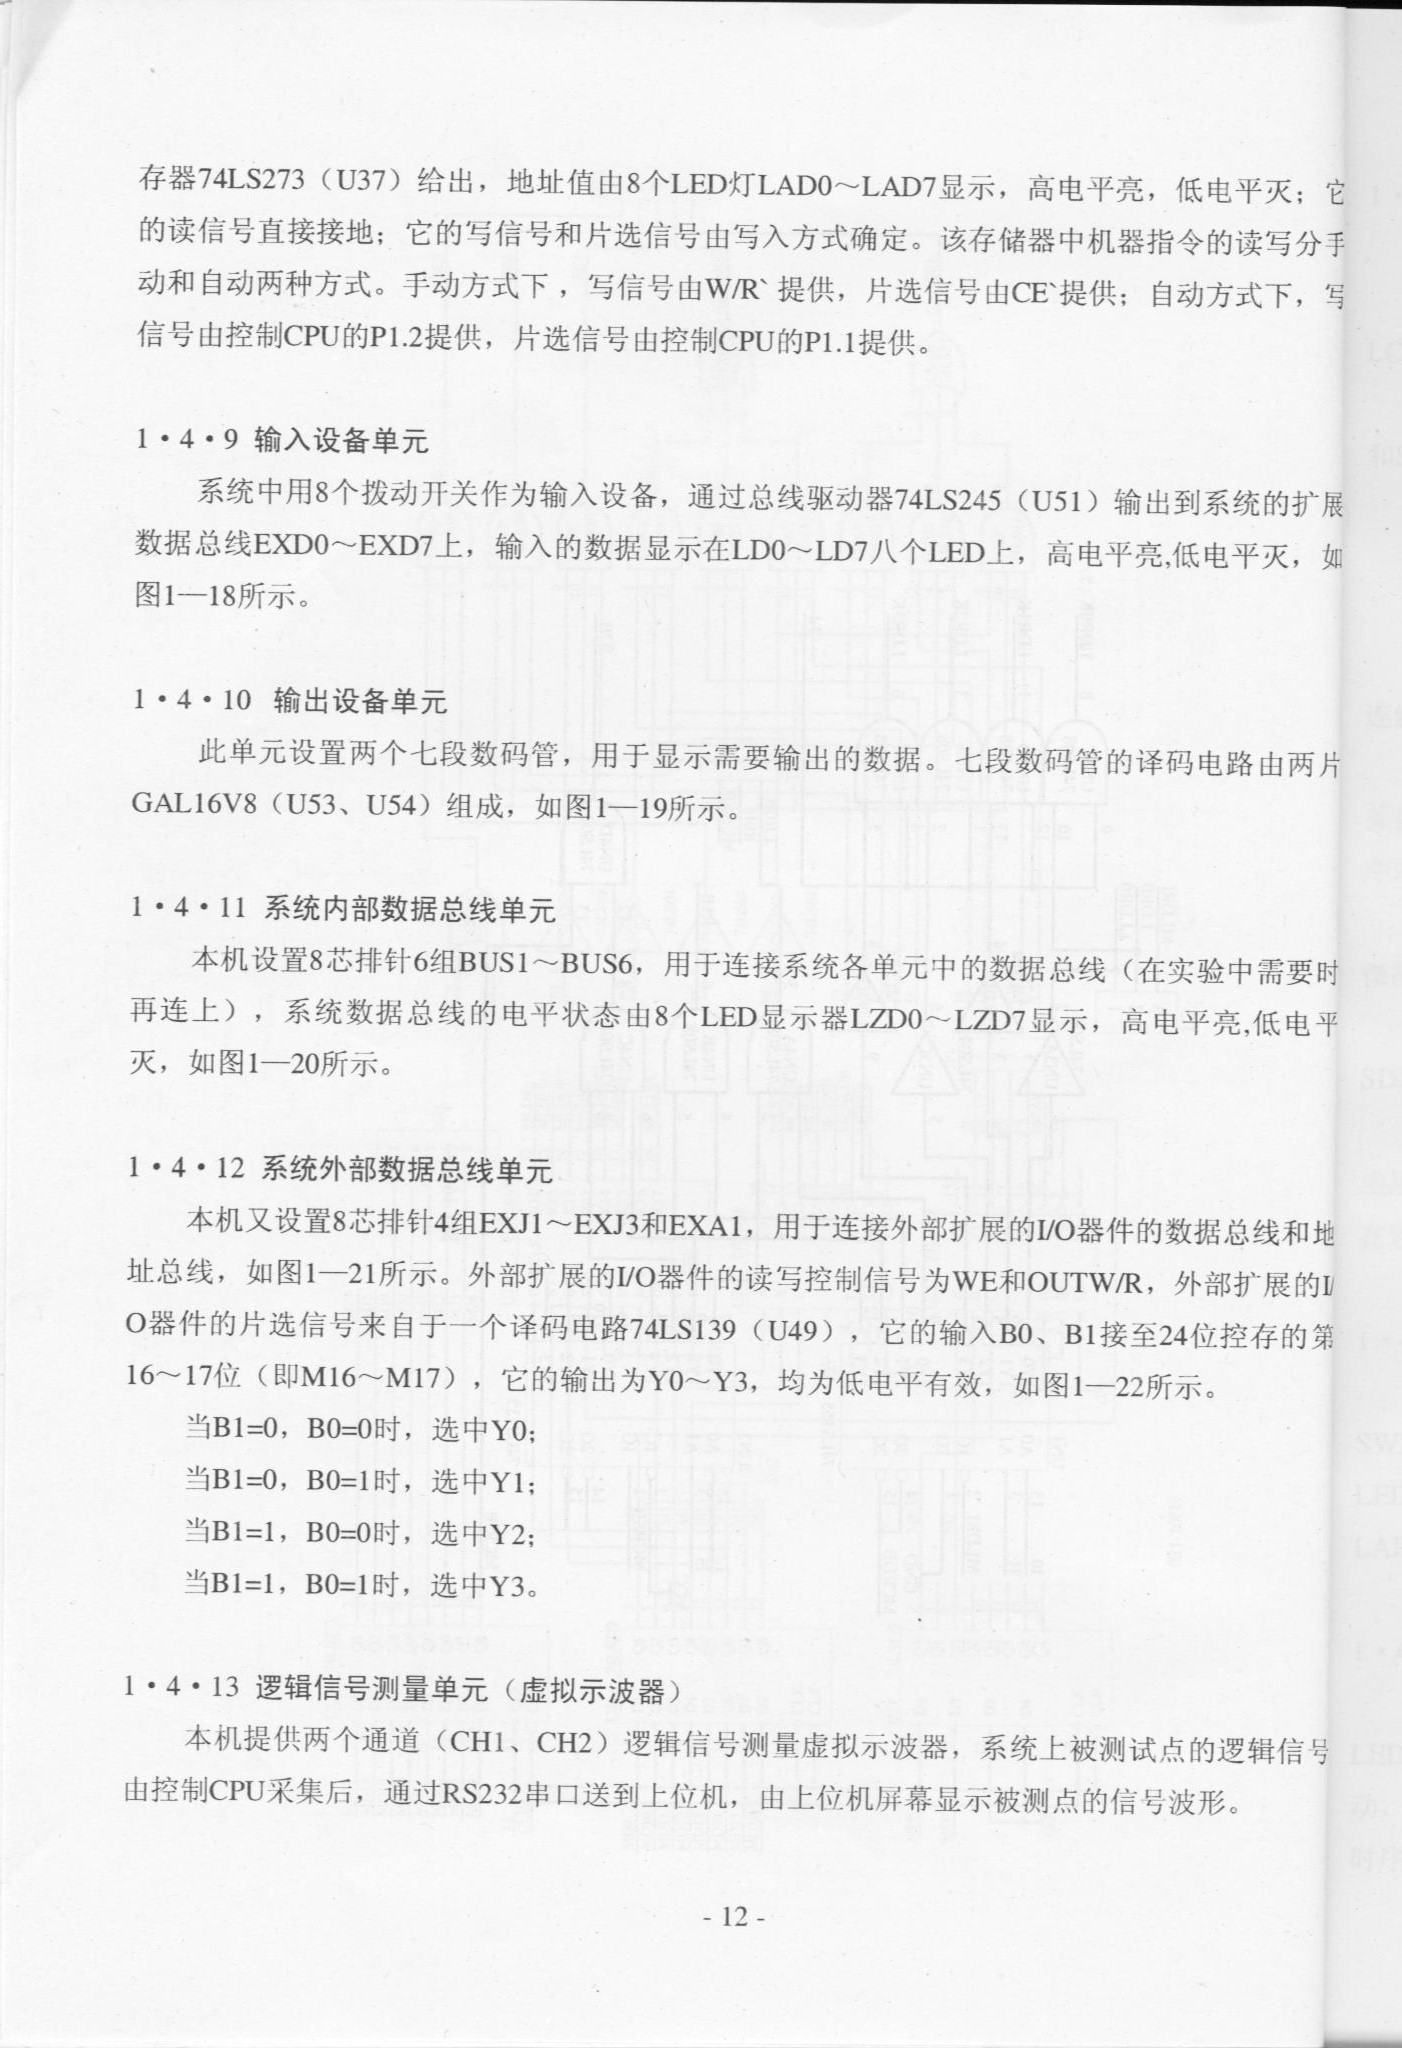 存器74LS273（U37）给出，地址值由8个LED灯LAD0～LAD7显示，高电平亮，低电平灭；它
的读信号直接接地；它的写信号和片选信号由写入方式确定。该存储器中机器指令的读写分手
动和自动两种方式。手动方式下，写信号由W/R`提供，片选信号由CE`提供；自动方式下，写
信号由控制CPU的P1.2提供，片选信号由控制CPU的P1.1提供。
1·4·9 输入设备单元
系统中用8个拨动开关作为输入设备，通过总线驱动器74LS245（U51）输出到系统的扩展
数据总线EXD0～EXD7上，输入的数据显示在LD0～LD7八个LED上，高电平亮,低电平灭，如
图1—18所示。
1·4·10 输出设备单元
此单元设置两个七段数码管，用于显示需要输出的数据。七段数码管的译码电路由两片
GAL16V8（U53、U54）组成，如图1—19所示。
1·4·11 系统内部数据总线单元
本机设置8芯排针6组BUS1～BUS6，用于连接系统各单元中的数据总线（在实验中需要时
再连上），系统数据总线的电平状态由8个LED显示器LZD0～LZD7显示，高电平亮,低电平
灭，如图1—20所示。
1·4·12 系统外部数据总线单元
本机又设置8芯排针4组EXJ1～EXJ3和EXA1，用于连接外部扩展的I/O器件的数据总线和地
址总线，如图1—21所示。外部扩展的I/O器件的读写控制信号为WE和OUTW/R，外部扩展的I/
O器件的片选信号来自于一个译码电路74LS139（U49），它的输入B0、B1接至24位控存的第
16～17位（即M16～M17），它的输出为Y0～Y3，均为低电平有效，如图1—22所示。
当B1=0，B0=0时，选中Y0；
当B1=0，B0=1时，选中Y1；
当B1=1，B0=0时，选中Y2；
当B1=1，B0=1时，选中Y3。
1·4·13 逻辑信号测量单元（虚拟示波器）
本机提供两个通道（CH1、CH2）逻辑信号测量虚拟示波器，系统上被测试点的逻辑信号
由控制CPU采集后，通过RS232串口送到上位机，由上位机屏幕显示被测点的信号波形。
- 12 -